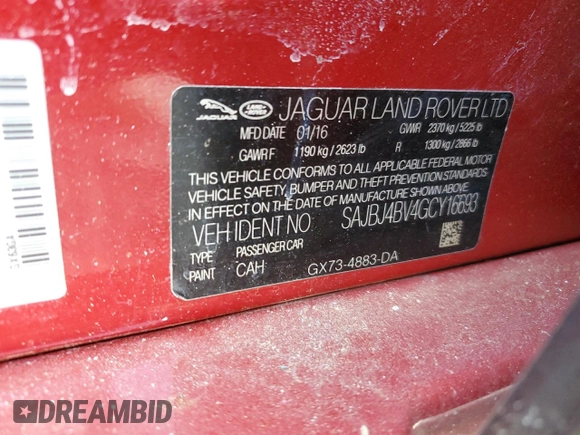 JAGUAR
LAND ROVER
JAGUAR LAND ROVER LTD
MFD DATE 01/16 GVWR 2370 kg / 5225 lb
GAWR F 1190 kg / 2623 lb R 1300 kg / 2866 lb
THIS VEHICLE CONFORMS TO ALL APPLICABLE FEDERAL MOTOR
VEHICLE SAFETY, BUMPER AND THEFT PREVENTION STANDARDS
IN EFFECT ON THE DATE OF MANUFACTURE SHOWN ABOVE
VEH IDENT NO SAJBJ4BV4GCY16693
TYPE PASSENGER CAR
PAINT CAH GX73-4883-DA
DREAMBID